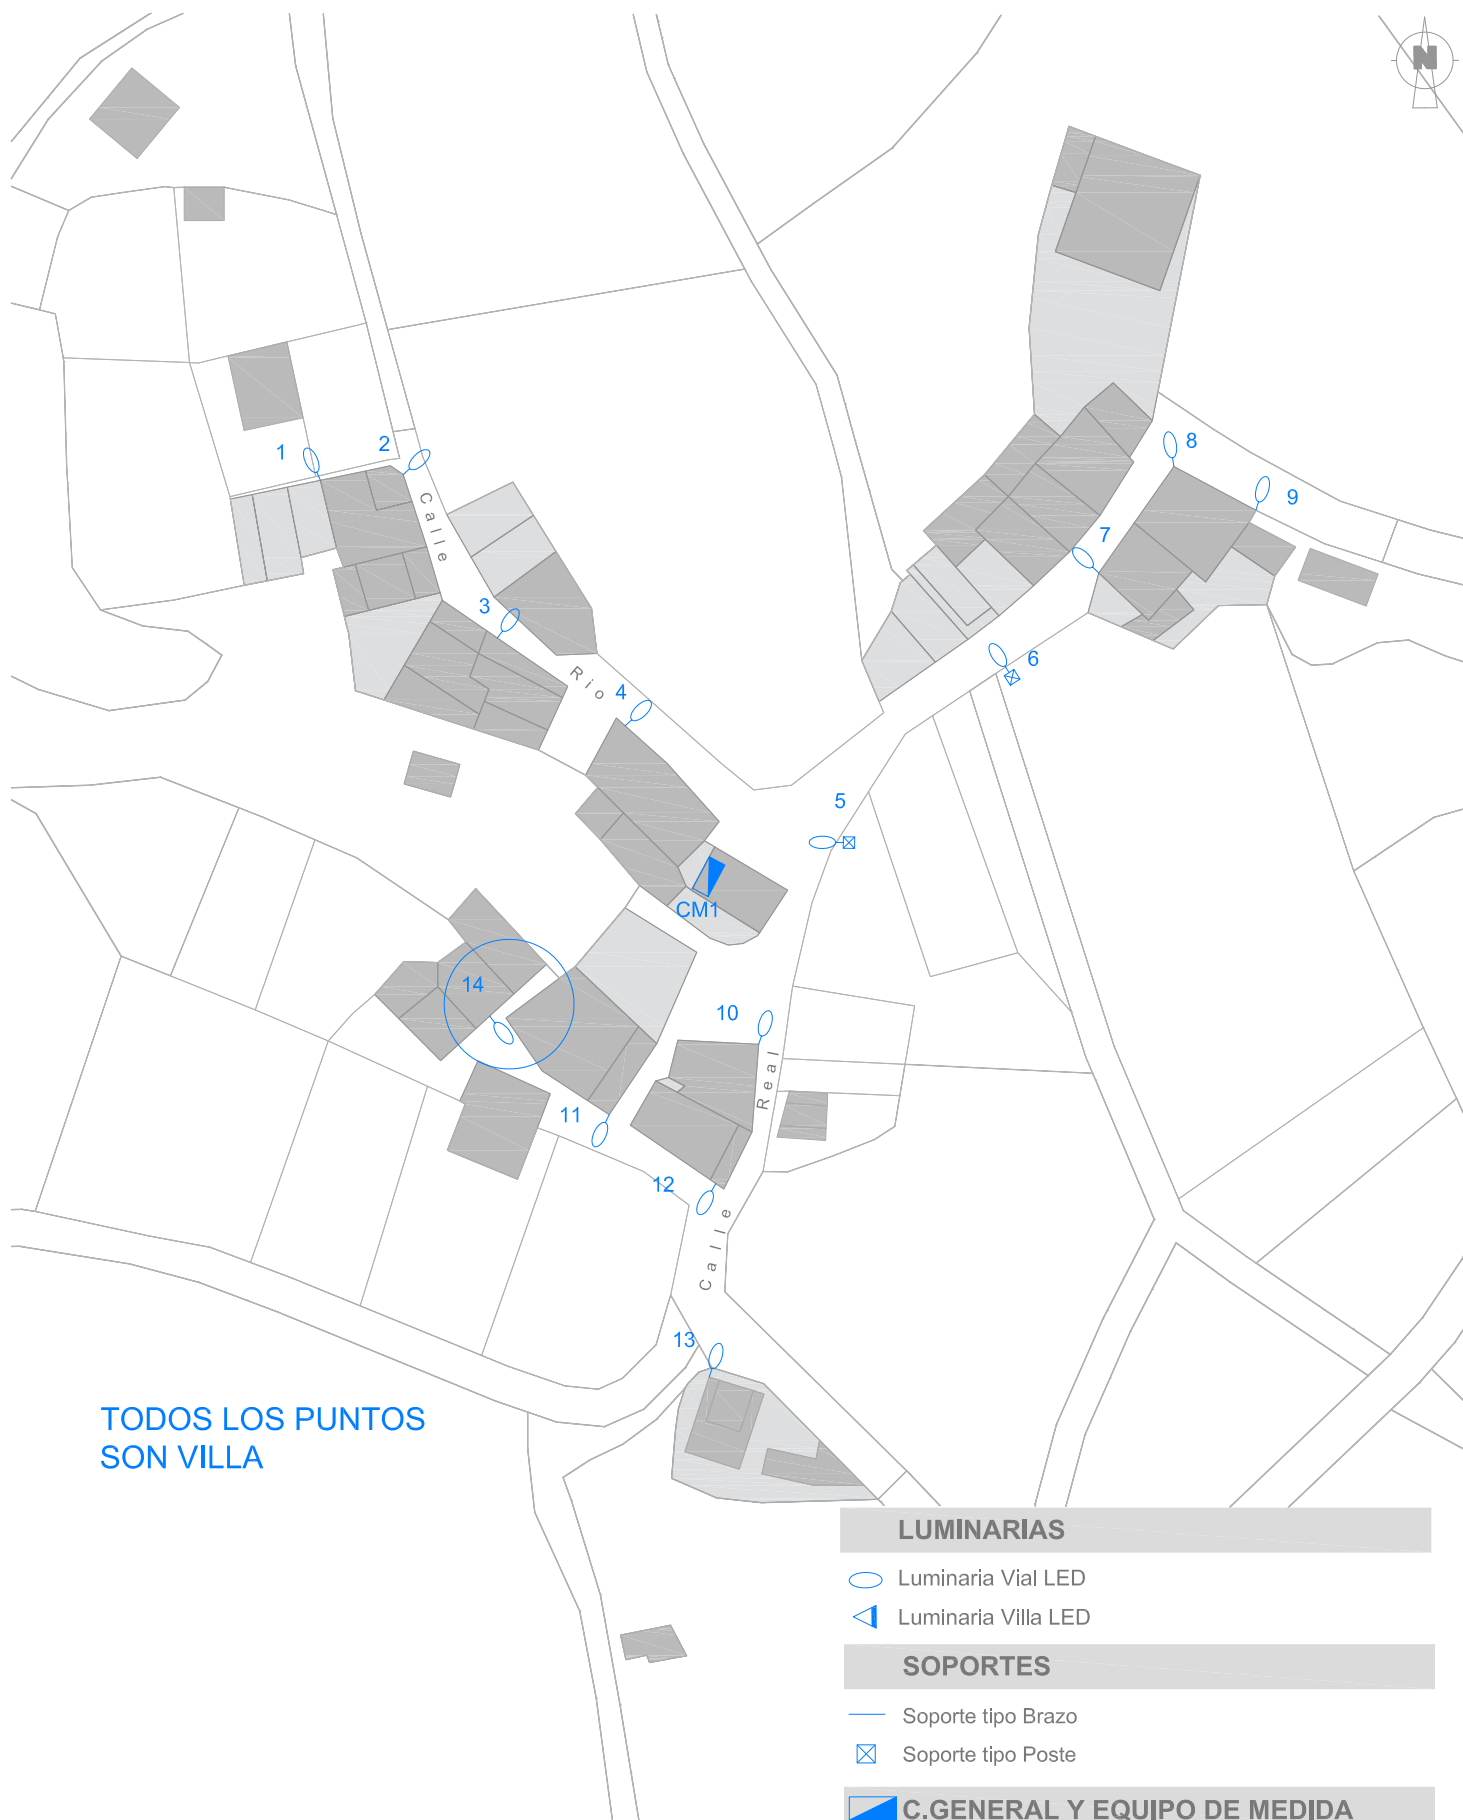 N
8
1
2
9
Calle
7
3
6
Rio
4
5
CM1
14
10
Real
11
12
Calle
13
TODOS LOS PUNTOS
SON VILLA
LUMINARIAS
Luminaria Vial LED
Luminaria Villa LED
SOPORTES
Soporte tipo Brazo
Soporte tipo Poste
C.GENERAL Y EQUIPO DE MEDIDA